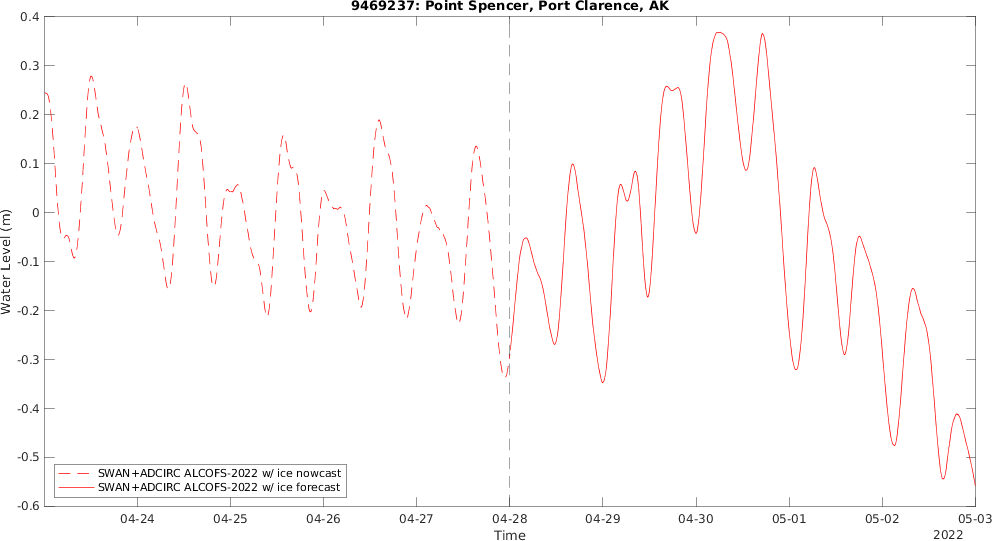 9469237: Point Spencer, Port Clarence, AK
0.4
0.3
0.2
0.1
0
-0.1
-0.2
-0.3
-0.4
-0.5
-0.6
Water Level (m)
SWAN+ADCIRC ALCOFS-2022 w/ ice nowcast
SWAN+ADCIRC ALCOFS-2022 w/ ice forecast
04-24 04-25 04-26 04-27 04-28 04-29 04-30 05-01 05-02 05-03
Time
2022